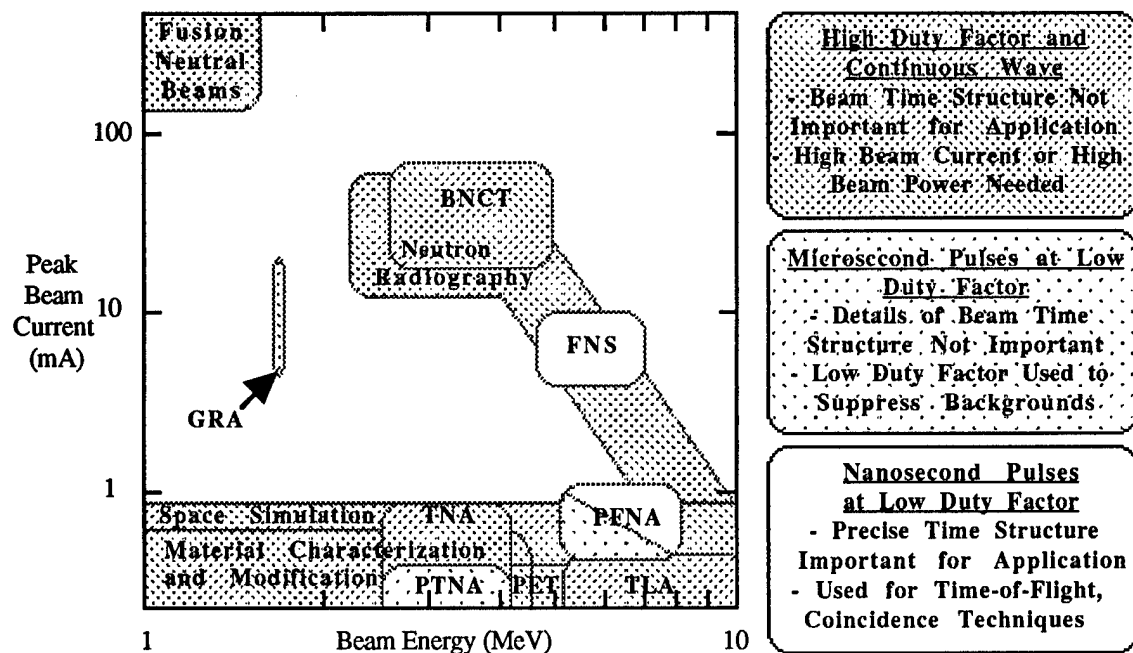 Fusion
Neutral
Beams
100
BNCT
Neutron
Radiography
Peak
Beam
Current
(mA)
10
FNS
GRA
1
Space Simulation
TNA
PFNA
Material Characterization
and Modification
PTNA
PET
TLA
1
Beam Energy (MeV)
10
High Duty Factor and
Continuous Wave
- Beam Time Structure Not
Important for Application
- High Beam Current or High
Beam Power Needed
Microsecond Pulses at Low
Duty Factor
- Details of Beam Time
Structure Not Important
- Low Duty Factor Used to
Suppress Backgrounds
Nanosecond Pulses
at Low Duty Factor
- Precise Time Structure
Important for Application
- Used for Time-of-Flight,
Coincidence Techniques